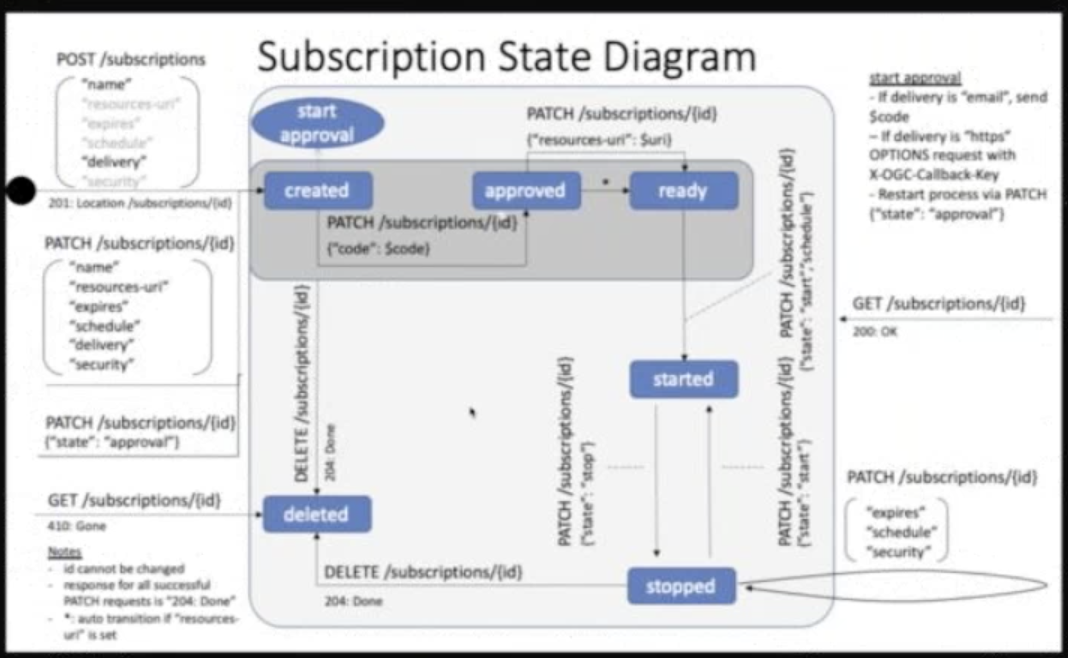 Subscription State Diagram
POST /subscriptions
"name"
"resources-uri"
"expires"
"schedule"
"delivery"
"security"
201: Location /subscriptions/{id}
PATCH /subscriptions/{id}
"name"
"resources-uri"
"expires"
"schedule"
"delivery"
"security"
PATCH /subscriptions/{id}
{"state": "approval"}
GET /subscriptions/{id}
410: Gone
Notes
- id cannot be changed
- response for all successful
PATCH requests is "204: Done"
- *: auto transition if "resources-
uri" is set
start
approval
created
approved
*
ready
PATCH /subscriptions/{id}
{"resources-uri": $uri}
PATCH /subscriptions/{id}
{"code": $code}
DELETE /subscriptions/{id}
204: Done
deleted
DELETE /subscriptions/{id}
204: Done
started
stopped
PATCH /subscriptions/{id}
{"state": "stop"}
PATCH /subscriptions/{id}
{"state": "start"}
PATCH /subscriptions/{id}
{"state": "start","schedule"}
start approval
- If delivery is "email", send
$code
– If delivery is "https"
OPTIONS request with
X-OGC-Callback-Key
- Restart process via PATCH
{"state": "approval"}
GET /subscriptions/{id}
200: OK
PATCH /subscriptions/{id}
"expires"
"schedule"
"security"